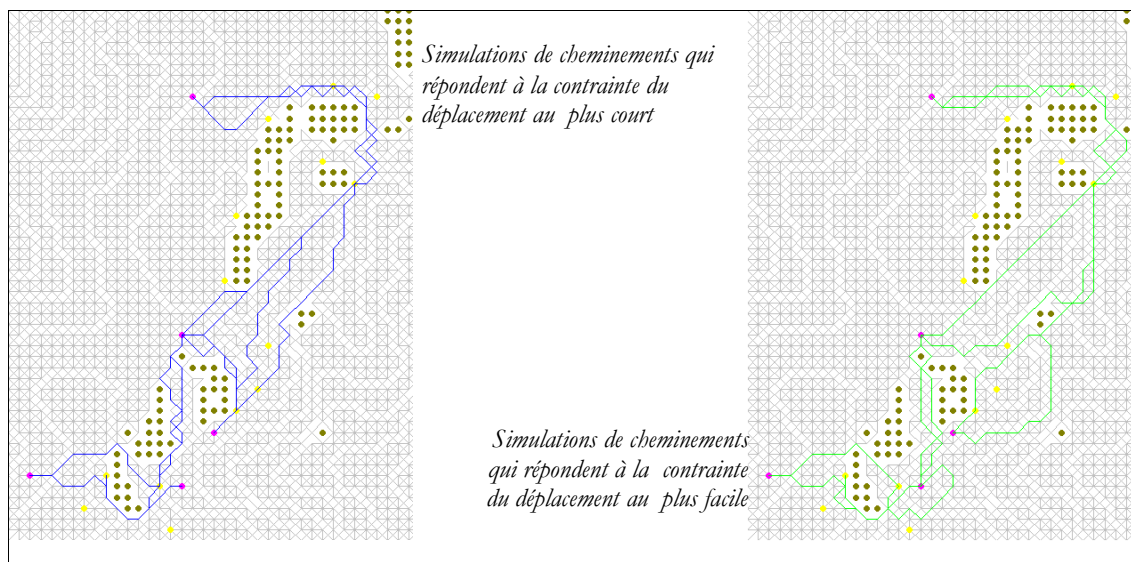 Simulations de cheminements qui
répondent à la contrainte du
déplacement au plus court
Simulations de cheminements
qui répondent à la contrainte
du déplacement au plus facile